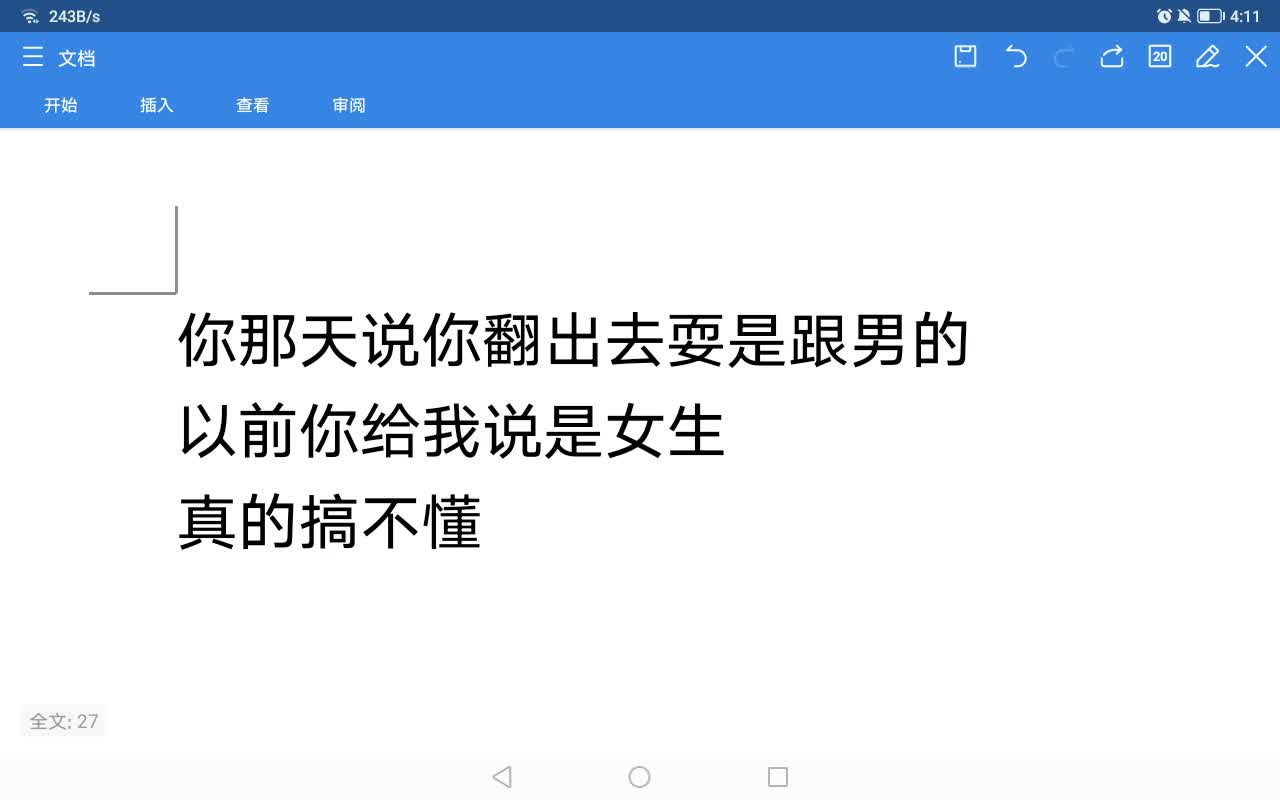 243B/s
4:11
文档
20
开始
插入
查看
审阅
你那天说你翻出去耍是跟男的
以前你给我说是女生
真的搞不懂
全文: 27